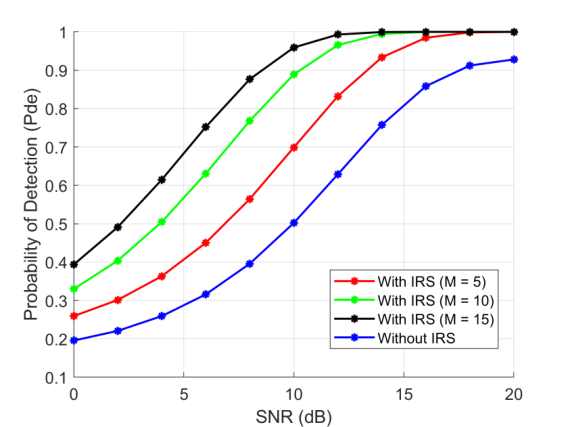 1
0.9
0.8
0.7
0.6
0.5
0.4
0.3
0.2
0.1
Probability of Detection (Pde)
With IRS (M = 5)
With IRS (M = 10)
With IRS (M = 15)
Without IRS
0 5 10 15 20
SNR (dB)